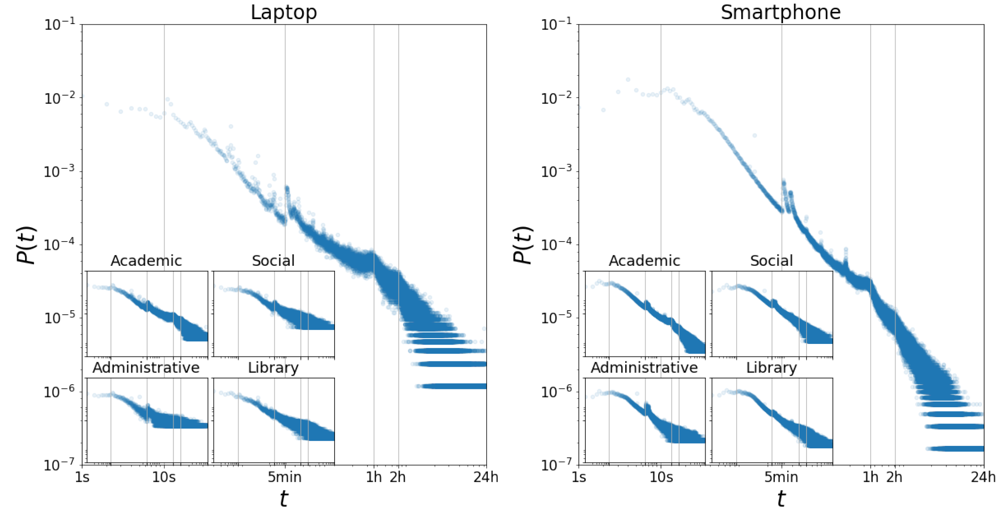 Laptop
10⁻¹
10⁻²
10⁻³
10⁻⁴
10⁻⁵
10⁻⁶
10⁻⁷
P(t)
Academic
Social
Administrative
Library
1s 10s 5min 1h 2h 24h
t
Smartphone
10⁻¹
10⁻²
10⁻³
10⁻⁴
10⁻⁵
10⁻⁶
10⁻⁷
P(t)
Academic
Social
Administrative
Library
1s 10s 5min 1h 2h 24h
t